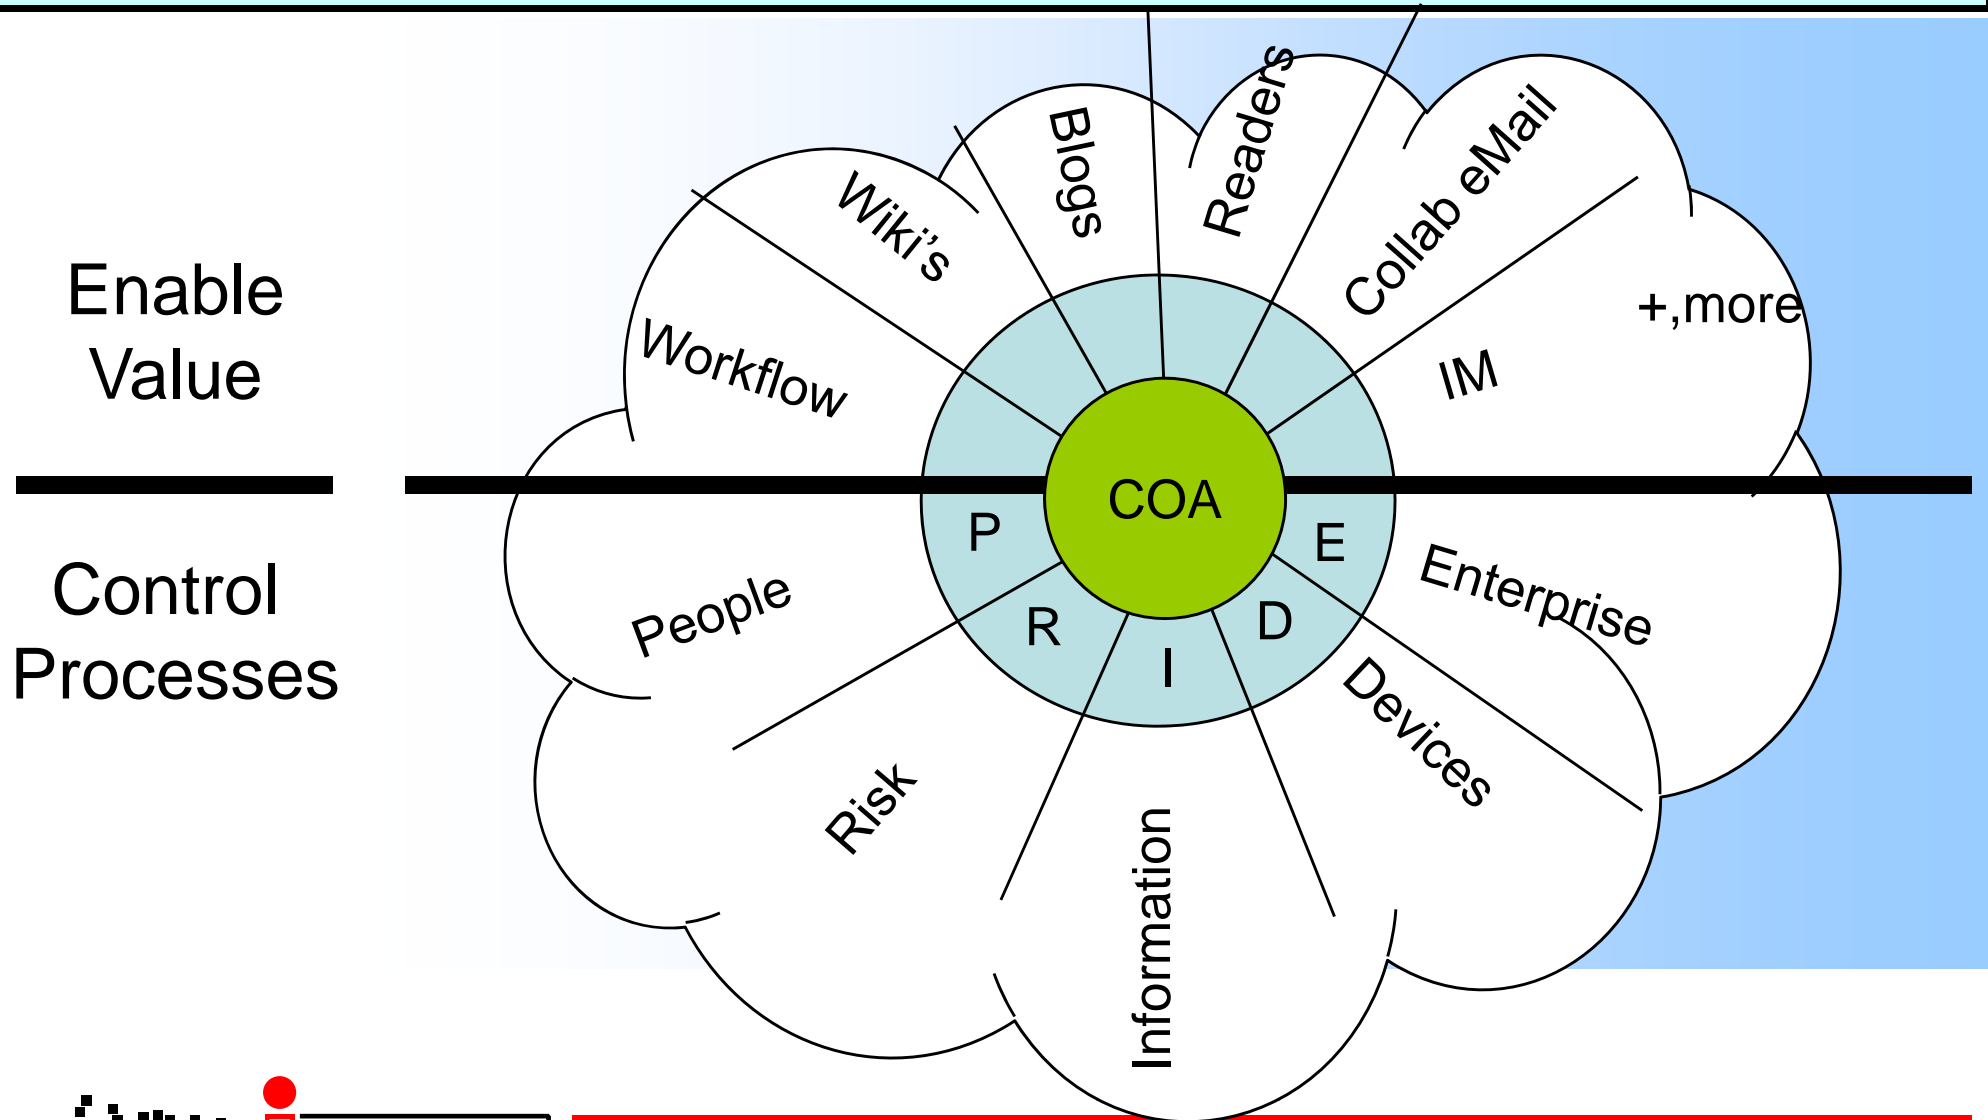 Enable
Value
Control
Processes
Workflow
Wiki's
Blogs
Readers
Collab eMail
IM
+,more
COA
P
R
I
D
E
People
Risk
Information
Devices
Enterprise